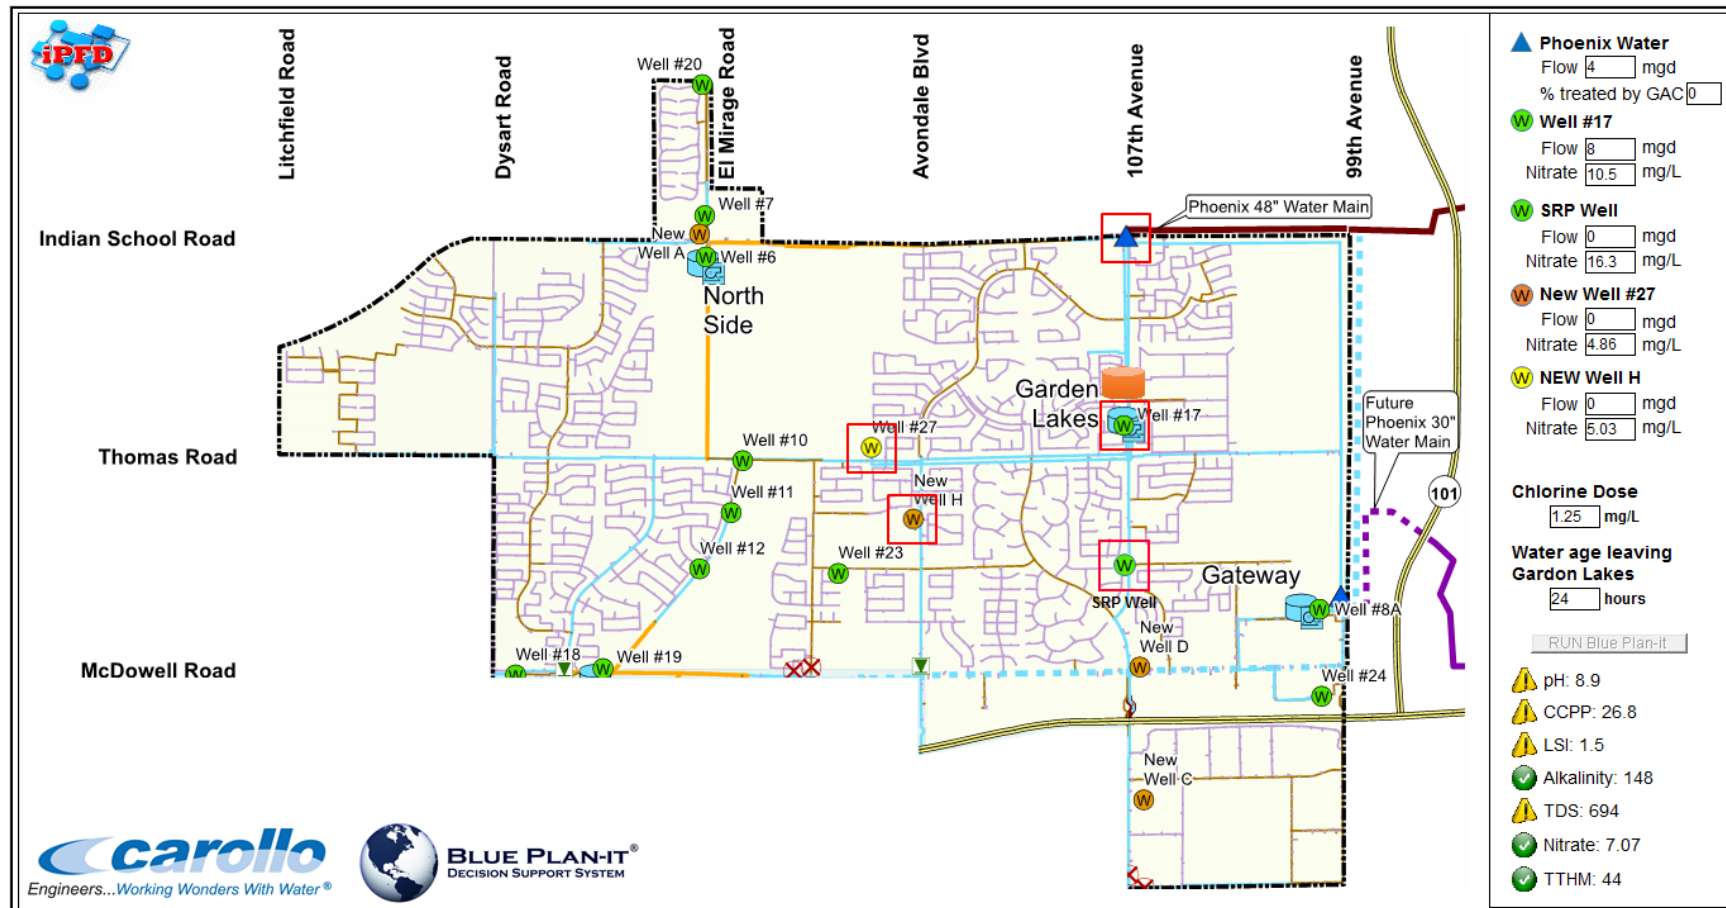 iPFD
Litchfield Road
Dysart Road
El Mirage Road
Avondale Blvd
107th Avenue
99th Avenue
Indian School Road
Thomas Road
McDowell Road
Well #20
Well #7
New
Well A
Well #6
North
Side
Phoenix 48" Water Main
Garden
Lakes
Well #17
Well #27
Well #10
New
Well H
Well #11
Well #12
Well #23
SRP Well
Gateway
Well #8A
Future
Phoenix 30"
Water Main
101
New
Well D
Well #18
Well #19
Well #24
New
Well C
carollo
Engineers...Working Wonders With Water®
BLUE PLAN-IT®
DECISION SUPPORT SYSTEM
Phoenix Water
Flow 4 mgd
% treated by GAC 0
W Well #17
Flow 8 mgd
Nitrate 10.5 mg/L
W SRP Well
Flow 0 mgd
Nitrate 16.3 mg/L
W New Well #27
Flow 0 mgd
Nitrate 4.86 mg/L
W NEW Well H
Flow 0 mgd
Nitrate 5.03 mg/L
Chlorine Dose
1.25 mg/L
Water age leaving
Gardon Lakes
24 hours
RUN Blue Plan-it
pH: 8.9
CCPP: 26.8
LSI: 1.5
Alkalinity: 148
TDS: 694
Nitrate: 7.07
TTHM: 44